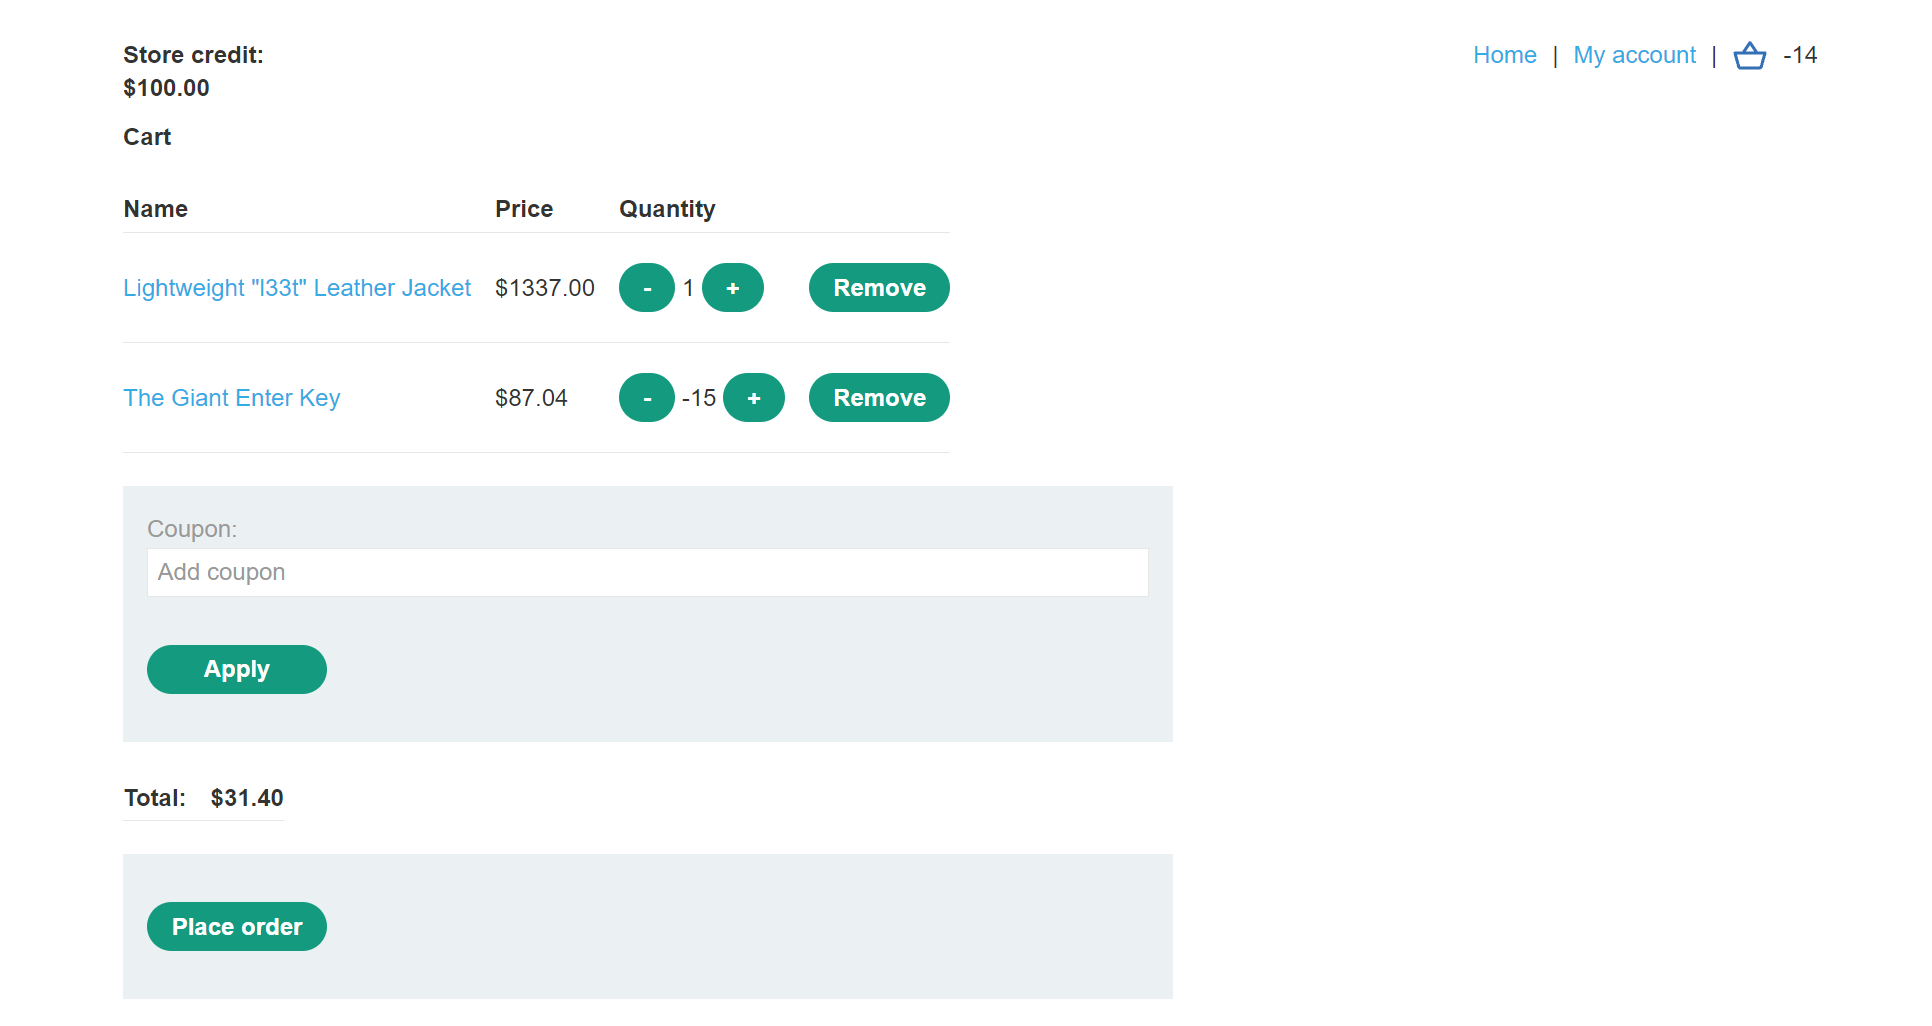 Store credit:
$100.00
Home | My account | -14
Cart
Name Price Quantity
Lightweight "l33t" Leather Jacket $1337.00 - 1 + Remove
The Giant Enter Key $87.04 - -15 + Remove
Coupon:
Add coupon
Apply
Total: $31.40
Place order